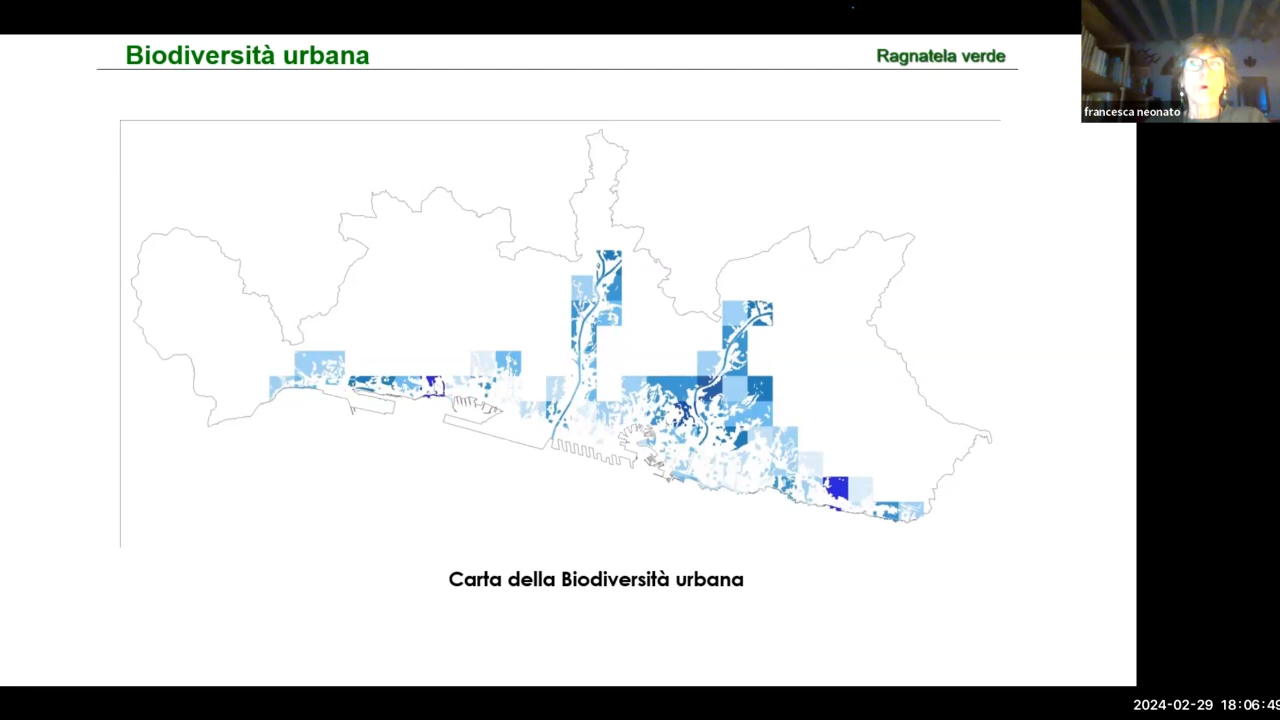 Biodiversità urbana
Ragnatela verde
francesca neonato
Carta della Biodiversità urbana
2024-02-29 18:06:49